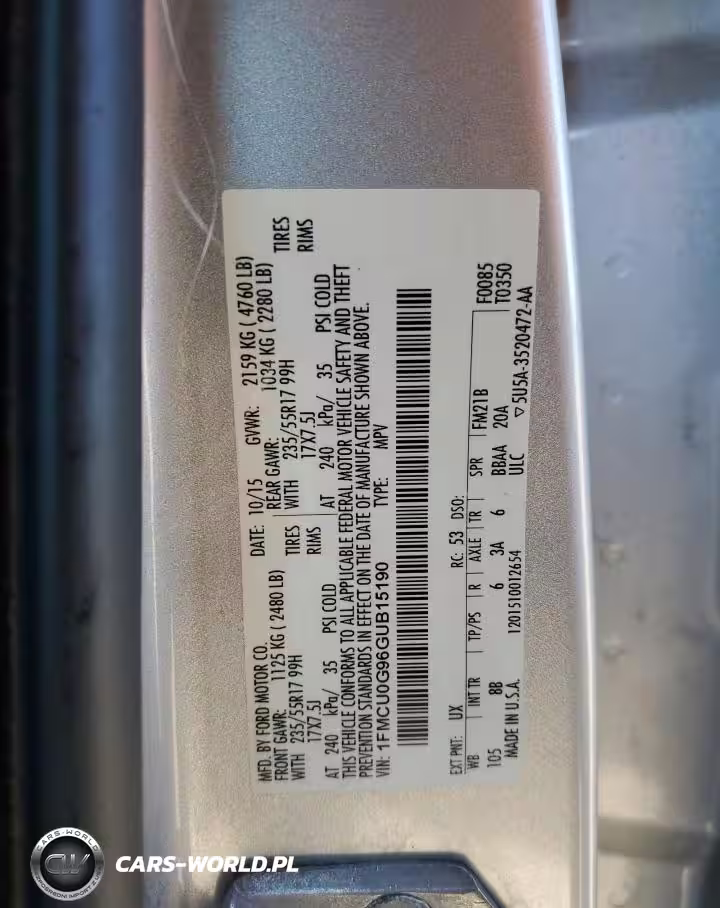 MFD. BY FORD MOTOR CO. DATE: 10/15 GVWR: 2159 KG ( 4760 LB)
FRONT GAWR: 1125 KG ( 2480 LB) REAR GAWR: 1034 KG ( 2280 LB)
WITH 235/55R17 99H TIRES WITH 235/55R17 99H TIRES
17X7.5J RIMS 17X7.5J RIMS
AT 240 kPa/ 35 PSI COLD AT 240 kPa/ 35 PSI COLD
THIS VEHICLE CONFORMS TO ALL APPLICABLE FEDERAL MOTOR VEHICLE SAFETY AND THEFT
PREVENTION STANDARDS IN EFFECT ON THE DATE OF MANUFACTURE SHOWN ABOVE.
VIN: 1FMCU0G96GUB15190 TYPE: MPV
EXT PNT: UX RC: 53 DSO:
WB INT TR TP/PS R AXLE TR SPR FM21B F0085
105 8B 6 3A 6 BBAA 20A T0350
MADE IN U.S.A. 1201510012654 ULC ▽5U5A-3520472-AA
CARS-WORLD
CW
CARS-WORLD.PL